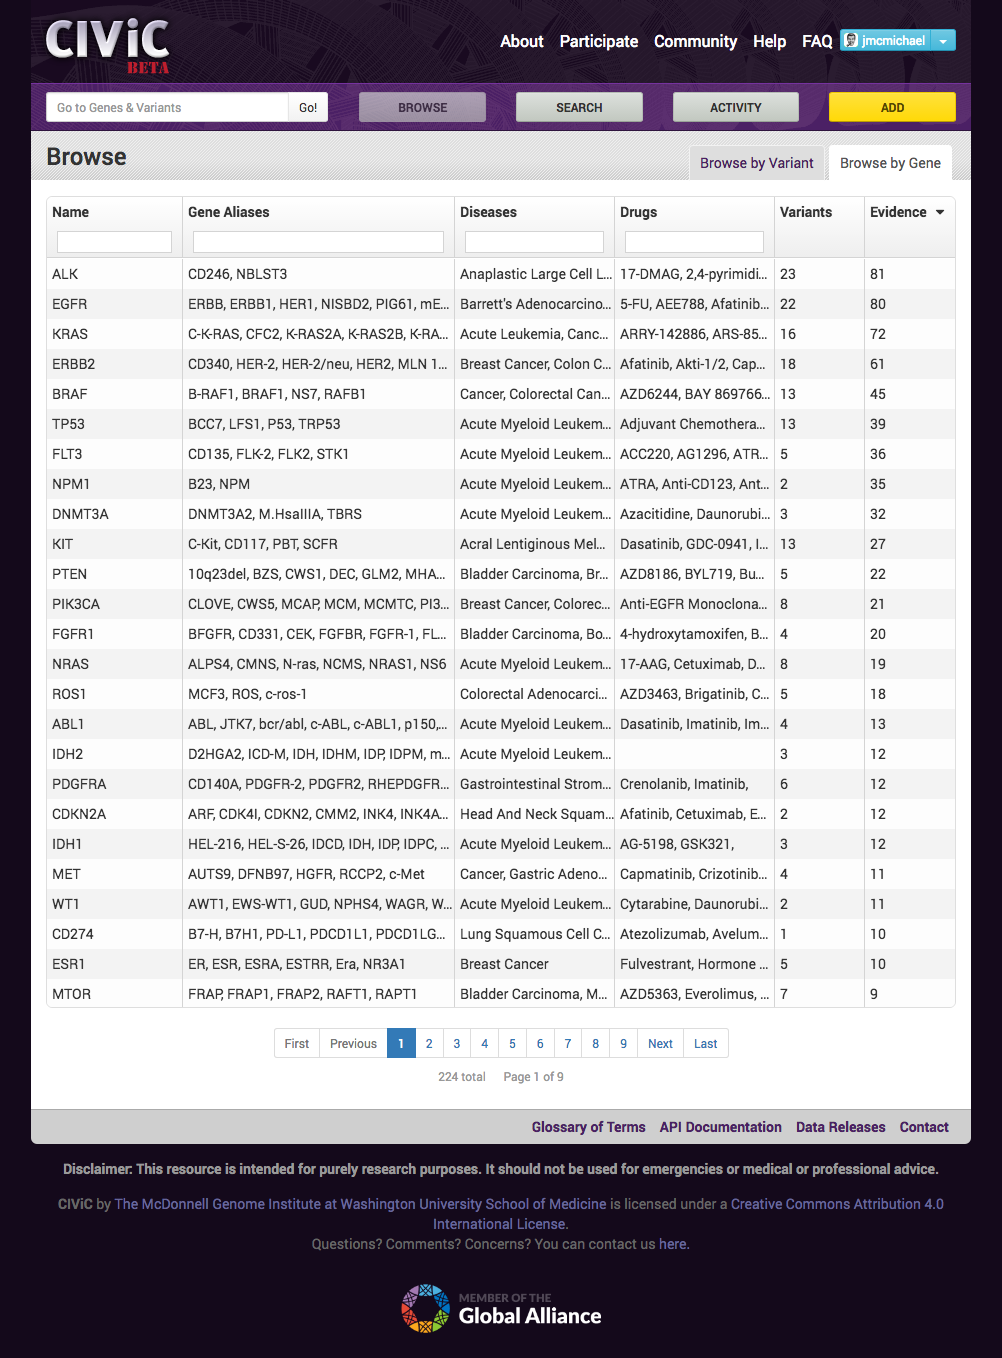 CIViC
BETA
About Participate Community Help FAQ jmcmichael
Go to Genes & Variants Go! BROWSE SEARCH ACTIVITY ADD
Browse Browse by Variant Browse by Gene
Name Gene Aliases Diseases Drugs Variants Evidence
ALK CD246, NBLST3 Anaplastic Large Cell L... 17-DMAG, 2,4-pyrimidi... 23 81
EGFR ERBB, ERBB1, HER1, NISBD2, PIG61, mE... Barrett's Adenocarcino... 5-FU, AEE788, Afatinib... 22 80
KRAS C-K-RAS, CFC2, K-RAS2A, K-RAS2B, K-RA... Acute Leukemia, Canc... ARRY-142886, ARS-85... 16 72
ERBB2 CD340, HER-2, HER-2/neu, HER2, MLN 1... Breast Cancer, Colon C... Afatinib, Akti-1/2, Cap... 18 61
BRAF B-RAF1, BRAF1, NS7, RAFB1 Cancer, Colorectal Can... AZD6244, BAY 869766... 13 45
TP53 BCC7, LFS1, P53, TRP53 Acute Myeloid Leukem... Adjuvant Chemothera... 13 39
FLT3 CD135, FLK-2, FLK2, STK1 Acute Myeloid Leukem... ACC220, AG1296, ATR... 5 36
NPM1 B23, NPM Acute Myeloid Leukem... ATRA, Anti-CD123, Ant... 2 35
DNMT3A DNMT3A2, M.HsaIIIA, TBRS Acute Myeloid Leukem... Azacitidine, Daunorubi... 3 32
KIT C-Kit, CD117, PBT, SCFR Acral Lentiginous Mel... Dasatinib, GDC-0941, I... 13 27
PTEN 10q23del, BZS, CWS1, DEC, GLM2, MHA... Bladder Carcinoma, Br... AZD8186, BYL719, Bu... 5 22
PIK3CA CLOVE, CWS5, MCAP, MCM, MCMTC, PI3... Breast Cancer, Colorec... Anti-EGFR Monoclona... 8 21
FGFR1 BFGFR, CD331, CEK, FGFBR, FGFR-1, FL... Bladder Carcinoma, Bo... 4-hydroxytamoxifen, B... 4 20
NRAS ALPS4, CMNS, N-ras, NCMS, NRAS1, NS6 Acute Myeloid Leukem... 17-AAG, Cetuximab, D... 8 19
ROS1 MCF3, ROS, c-ros-1 Colorectal Adenocarci... AZD3463, Brigatinib, C... 5 18
ABL1 ABL, JTK7, bcr/abl, c-ABL, c-ABL1, p150,... Acute Myeloid Leukem... Dasatinib, Imatinib, Im... 4 13
IDH2 D2HGA2, ICD-M, IDH, IDHM, IDP, IDPM, m... Acute Myeloid Leukem... 3 12
PDGFRA CD140A, PDGFR-2, PDGFR2, RHEPDGFR... Gastrointestinal Strom... Crenolanib, Imatinib, 6 12
CDKN2A ARF, CDK4I, CDKN2, CMM2, INK4, INK4A... Head And Neck Squam... Afatinib, Cetuximab, E... 2 12
IDH1 HEL-216, HEL-S-26, IDCD, IDH, IDP, IDPC, ... Acute Myeloid Leukem... AG-5198, GSK321, 3 12
MET AUTS9, DFNB97, HGFR, RCCP2, c-Met Cancer, Gastric Adeno... Capmatinib, Crizotinib... 4 11
WT1 AWT1, EWS-WT1, GUD, NPHS4, WAGR, W... Acute Myeloid Leukem... Cytarabine, Daunorubi... 2 11
CD274 B7-H, B7H1, PD-L1, PDCD1L1, PDCD1LG... Lung Squamous Cell C... Atezolizumab, Avelum... 1 10
ESR1 ER, ESR, ESRA, ESTRR, Era, NR3A1 Breast Cancer Fulvestrant, Hormone ... 5 10
MTOR FRAP, FRAP1, FRAP2, RAFT1, RAPT1 Bladder Carcinoma, M... AZD5363, Everolimus, ... 7 9
First Previous 1 2 3 4 5 6 7 8 9 Next Last
224 total Page 1 of 9
Glossary of Terms API Documentation Data Releases Contact
Disclaimer: This resource is intended for purely research purposes. It should not be used for emergencies or medical or professional advice.
CIViC by The McDonnell Genome Institute at Washington University School of Medicine is licensed under a Creative Commons Attribution 4.0
International License.
Questions? Comments? Concerns? You can contact us here.
MEMBER OF THE
Global Alliance